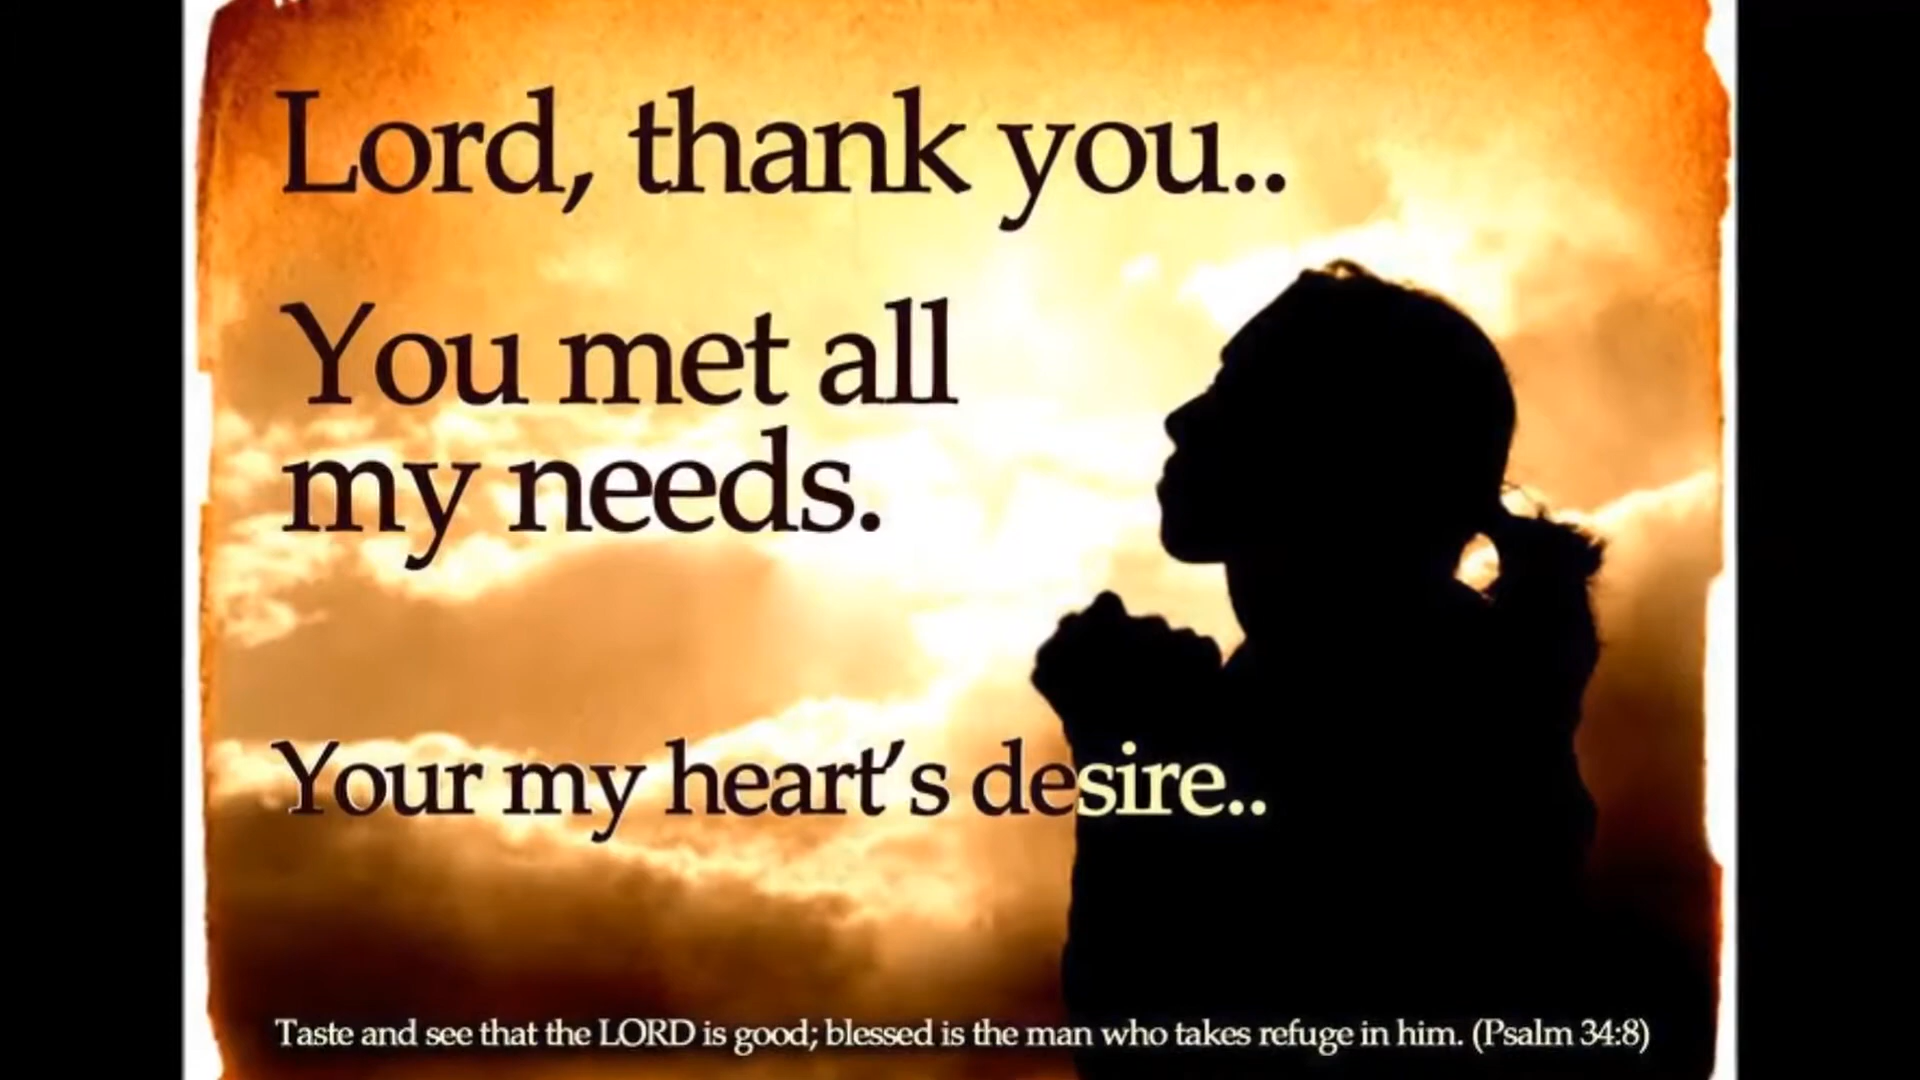 Lord, thank you..
You met all
my needs.
Your my heart's desire..
Taste and see that the LORD is good; blessed is the man who takes refuge in him. (Psalm 34:8)